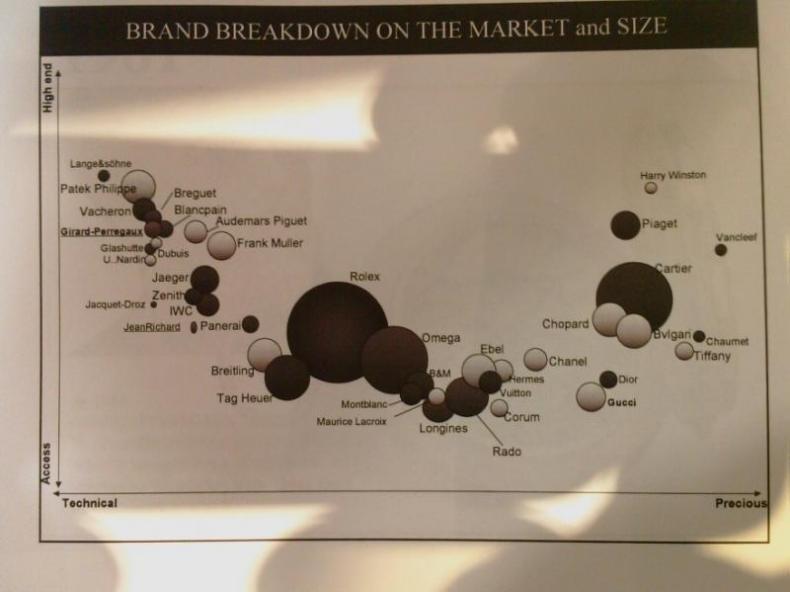 BRAND BREAKDOWN ON THE MARKET and SIZE
High end
Lange&söhne
Patek Philippe
Breguet
Vacheron
Blancpain
Audemars Piguet
Girard-Perregaux
Frank Muller
Glashutte
Dubuis
U..Nardin
Jaeger
Zenith
Jacquet-Droz
IWC
JeanRichard
Panerai
Breitling
Tag Heuer
Rolex
Omega
B&M
Montblanc
Maurice Lacroix
Longines
Rado
Ebel
Hermes
Vuitton
Corum
Chanel
Harry Winston
Piaget
Vancleef
Cartier
Chopard
Bvlgari
Chaumet
Tiffany
Dior
Gucci
Access
Technical
Precious